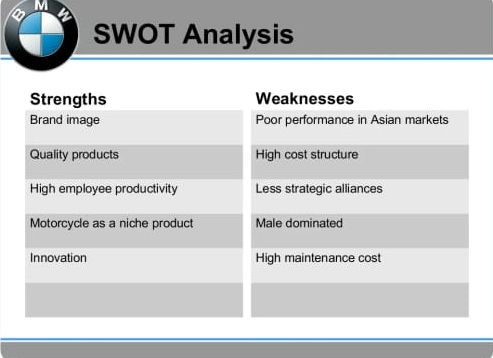 BMW
SWOT Analysis
Strengths
Weaknesses
Brand image
Poor performance in Asian markets
Quality products
High cost structure
High employee productivity
Less strategic alliances
Motorcycle as a niche product
Male dominated
Innovation
High maintenance cost